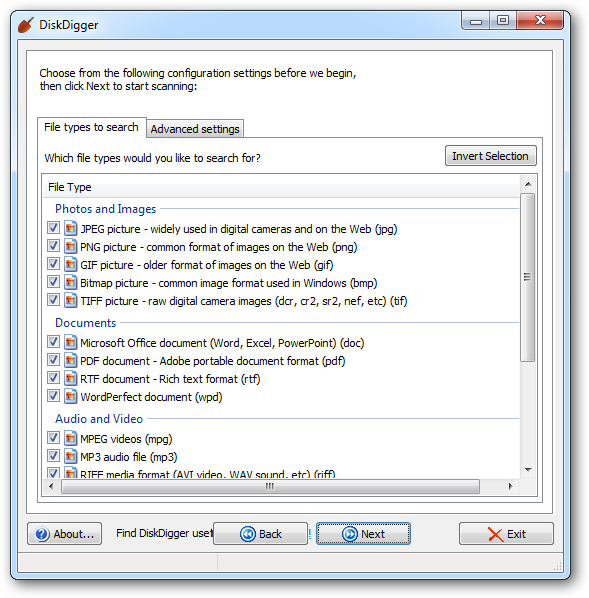 DiskDigger
Choose from the following configuration settings before we begin,
then click Next to start scanning:
File types to search
Advanced settings
Which file types would you like to search for?
Invert Selection
File Type
Photos and Images
JPEG picture - widely used in digital cameras and on the Web (jpg)
PNG picture - common format of images on the Web (png)
GIF picture - older format of images on the Web (gif)
Bitmap picture - common image format used in Windows (bmp)
TIFF picture - raw digital camera images (dcr, cr2, sr2, nef, etc) (tif)
Documents
Microsoft Office document (Word, Excel, PowerPoint) (doc)
PDF document - Adobe portable document format (pdf)
RTF document - Rich text format (rtf)
WordPerfect document (wpd)
Audio and Video
MPEG videos (mpg)
MP3 audio file (mp3)
RIFF media format (AVI video, WAV sound, etc) (riff)
About...
Find DiskDigger
Back
Next
Exit